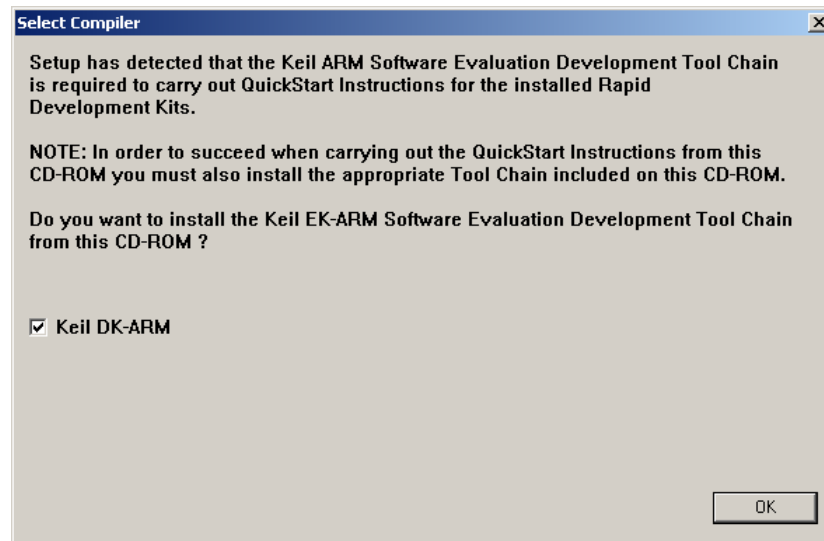 Select Compiler
Setup has detected that the Keil ARM Software Evaluation Development Tool Chain
is required to carry out QuickStart Instructions for the installed Rapid
Development Kits.
NOTE: In order to succeed when carrying out the QuickStart Instructions from this
CD-ROM you must also install the appropriate Tool Chain included on this CD-ROM.
Do you want to install the Keil EK-ARM Software Evaluation Development Tool Chain
from this CD-ROM ?
Keil DK-ARM
OK